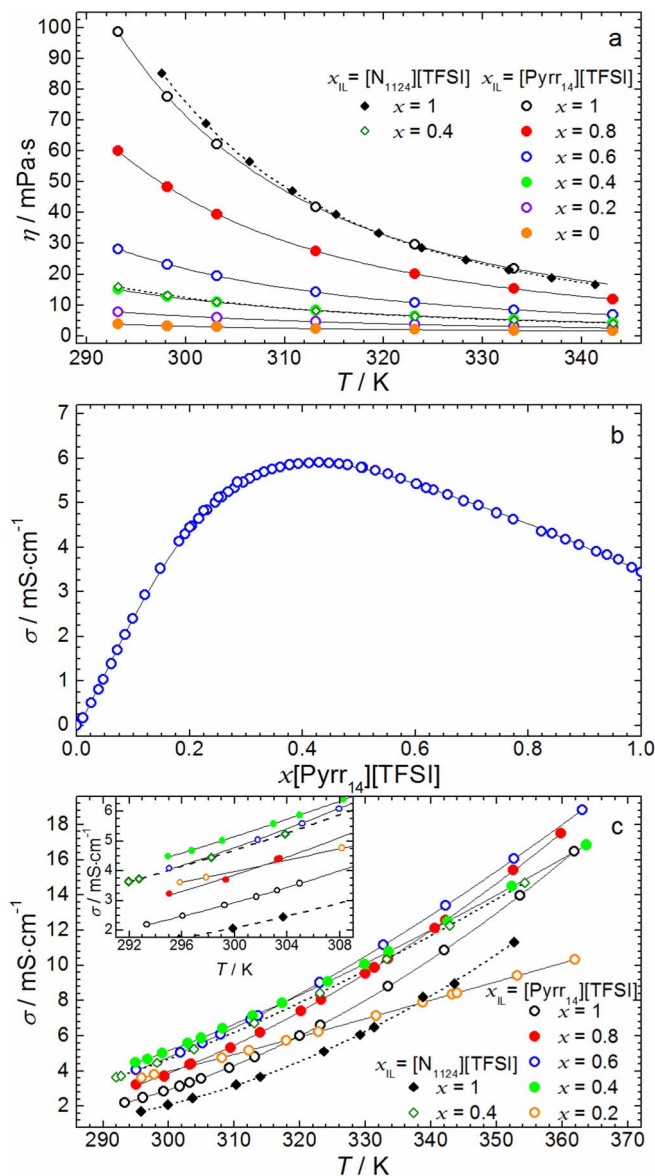 a
100
90
80
70
60
50
40
30
20
10
0
η / mPa·s
x_IL = [N_1124][TFSI]
x = 1
x = 0.4
x_IL = [Pyrr_14][TFSI]
x = 1
x = 0.8
x = 0.6
x = 0.4
x = 0.2
x = 0
290 300 310 320 330 340
T / K
b
7
6
5
4
3
2
1
0
σ / mS·cm⁻¹
0.0 0.2 0.4 0.6 0.8 1.0
x[Pyrr_14][TFSI]
c
18
16
14
12
10
8
6
4
2
σ / mS·cm⁻¹
6
5
4
3
2
σ / mS·cm⁻¹
292 296 300 304 308
T / K
x_IL = [N_1124][TFSI]
x = 1
x = 0.4
x_IL = [Pyrr_14][TFSI]
x = 1
x = 0.8
x = 0.6
x = 0.4
x = 0.2
290 300 310 320 330 340 350 360 370
T / K